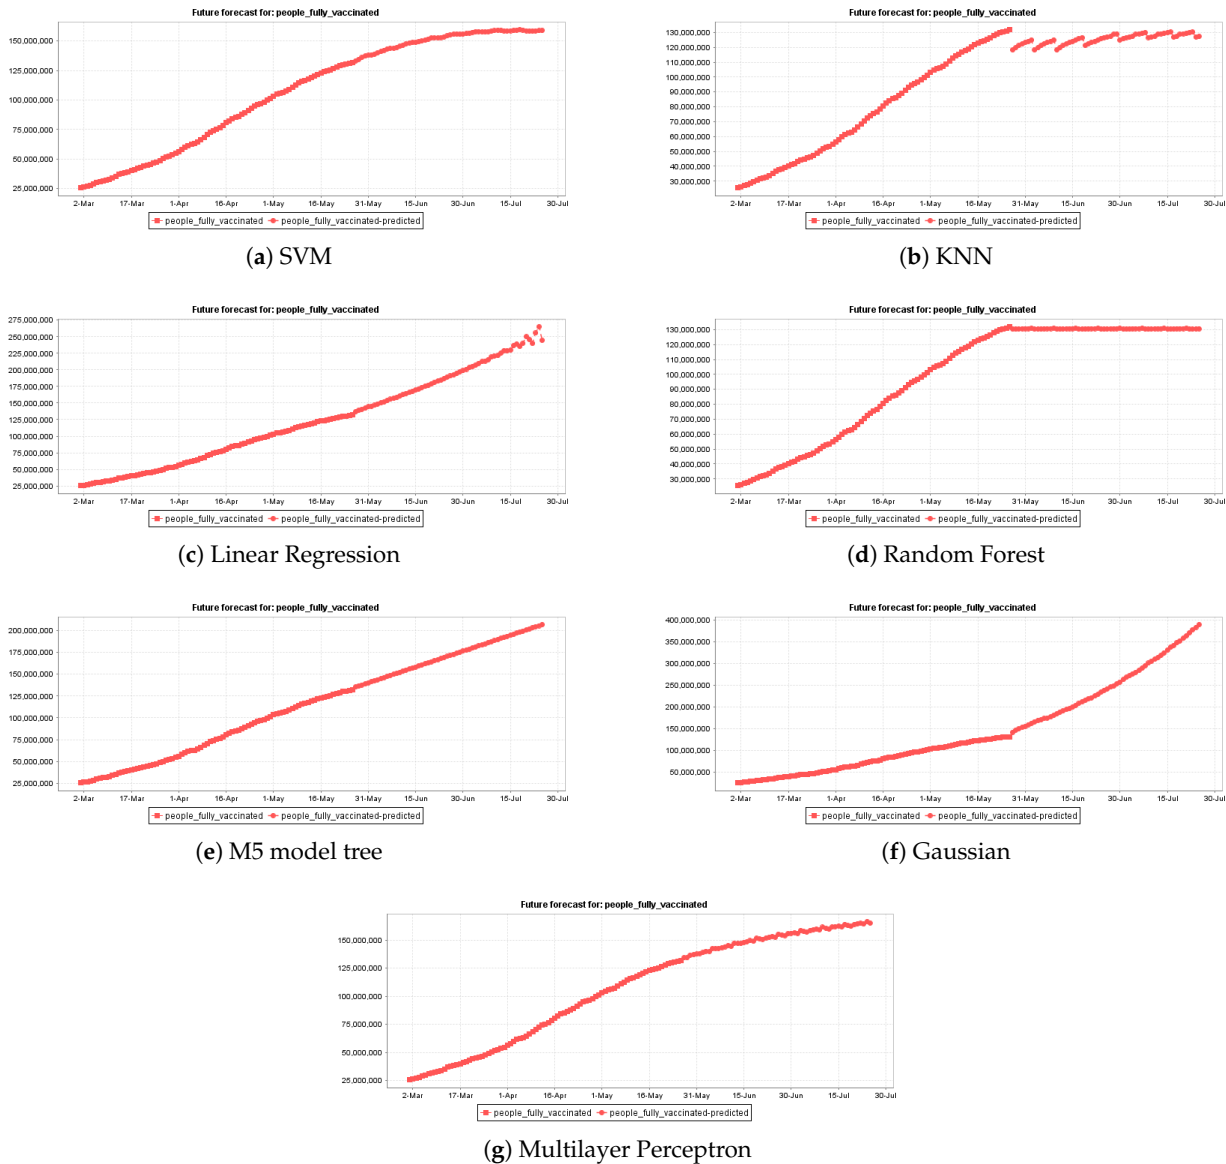 Future forecast for: people_fully_vaccinated
150,000,000
125,000,000
100,000,000
75,000,000
50,000,000
25,000,000
2-Mar 17-Mar 1-Apr 16-Apr 1-May 16-May 31-May 15-Jun 30-Jun 15-Jul 30-Jul
people_fully_vaccinated people_fully_vaccinated-predicted
(a) SVM
Future forecast for: people_fully_vaccinated
130,000,000
120,000,000
110,000,000
100,000,000
90,000,000
80,000,000
70,000,000
60,000,000
50,000,000
40,000,000
30,000,000
2-Mar 17-Mar 1-Apr 16-Apr 1-May 16-May 31-May 15-Jun 30-Jun 15-Jul 30-Jul
people_fully_vaccinated people_fully_vaccinated-predicted
(b) KNN
Future forecast for: people_fully_vaccinated
275,000,000
250,000,000
225,000,000
200,000,000
175,000,000
150,000,000
125,000,000
100,000,000
75,000,000
50,000,000
25,000,000
2-Mar 17-Mar 1-Apr 16-Apr 1-May 16-May 31-May 15-Jun 30-Jun 15-Jul 30-Jul
people_fully_vaccinated people_fully_vaccinated-predicted
(c) Linear Regression
Future forecast for: people_fully_vaccinated
130,000,000
120,000,000
110,000,000
100,000,000
90,000,000
80,000,000
70,000,000
60,000,000
50,000,000
40,000,000
30,000,000
2-Mar 17-Mar 1-Apr 16-Apr 1-May 16-May 31-May 15-Jun 30-Jun 15-Jul 30-Jul
people_fully_vaccinated people_fully_vaccinated-predicted
(d) Random Forest
Future forecast for: people_fully_vaccinated
200,000,000
175,000,000
150,000,000
125,000,000
100,000,000
75,000,000
50,000,000
25,000,000
2-Mar 17-Mar 1-Apr 16-Apr 1-May 16-May 31-May 15-Jun 30-Jun 15-Jul 30-Jul
people_fully_vaccinated people_fully_vaccinated-predicted
(e) M5 model tree
Future forecast for: people_fully_vaccinated
400,000,000
350,000,000
300,000,000
250,000,000
200,000,000
150,000,000
100,000,000
50,000,000
2-Mar 17-Mar 1-Apr 16-Apr 1-May 16-May 31-May 15-Jun 30-Jun 15-Jul 30-Jul
people_fully_vaccinated people_fully_vaccinated-predicted
(f) Gaussian
Future forecast for: people_fully_vaccinated
150,000,000
125,000,000
100,000,000
75,000,000
50,000,000
25,000,000
2-Mar 17-Mar 1-Apr 16-Apr 1-May 16-May 31-May 15-Jun 30-Jun 15-Jul 30-Jul
people_fully_vaccinated people_fully_vaccinated-predicted
(g) Multilayer Perceptron